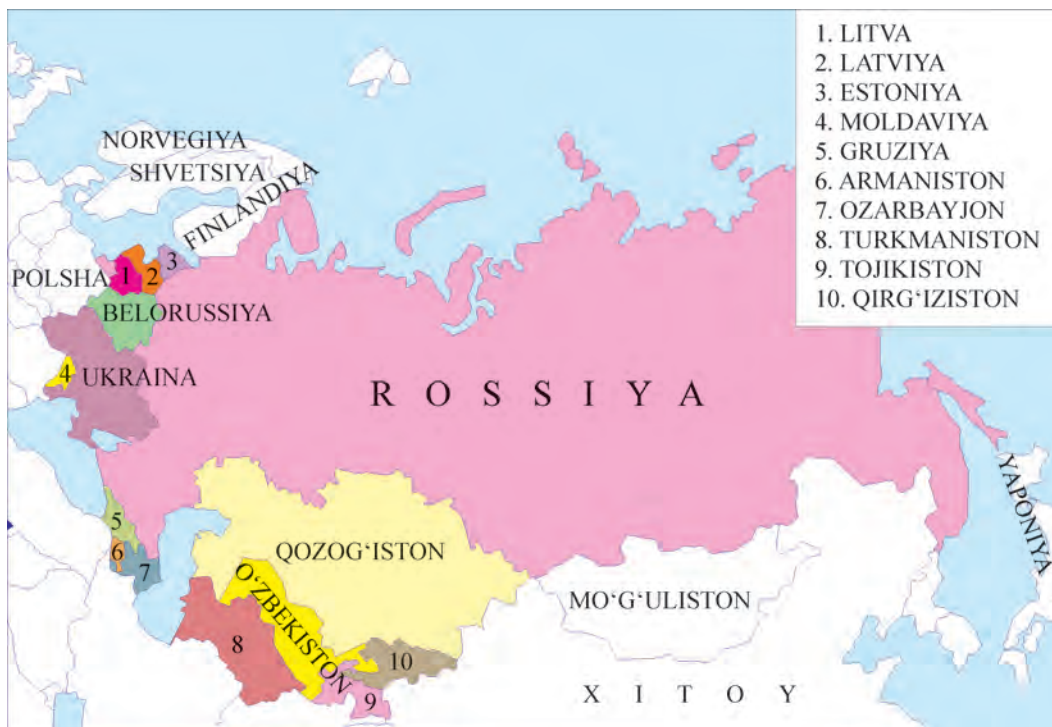 1. LITVA
2. LATVIYA
3. ESTONIYA
4. MOLDAVIYA
5. GRUZIYA
6. ARMANISTON
7. OZARBAYJON
8. TURKMANISTON
9. TOJIKISTON
10. QIRG‘IZISTON
NORVEGIYA
SHVETSIYA
FINLANDIYA
POLSHA
1
2
3
BELORUSSIYA
4
UKRAINA
ROSSIYA
YAPONIYA
5
6
7
QOZOG‘ISTON
O‘ZBEKISTON
MO‘G‘ULISTON
8
9
10
XITOY